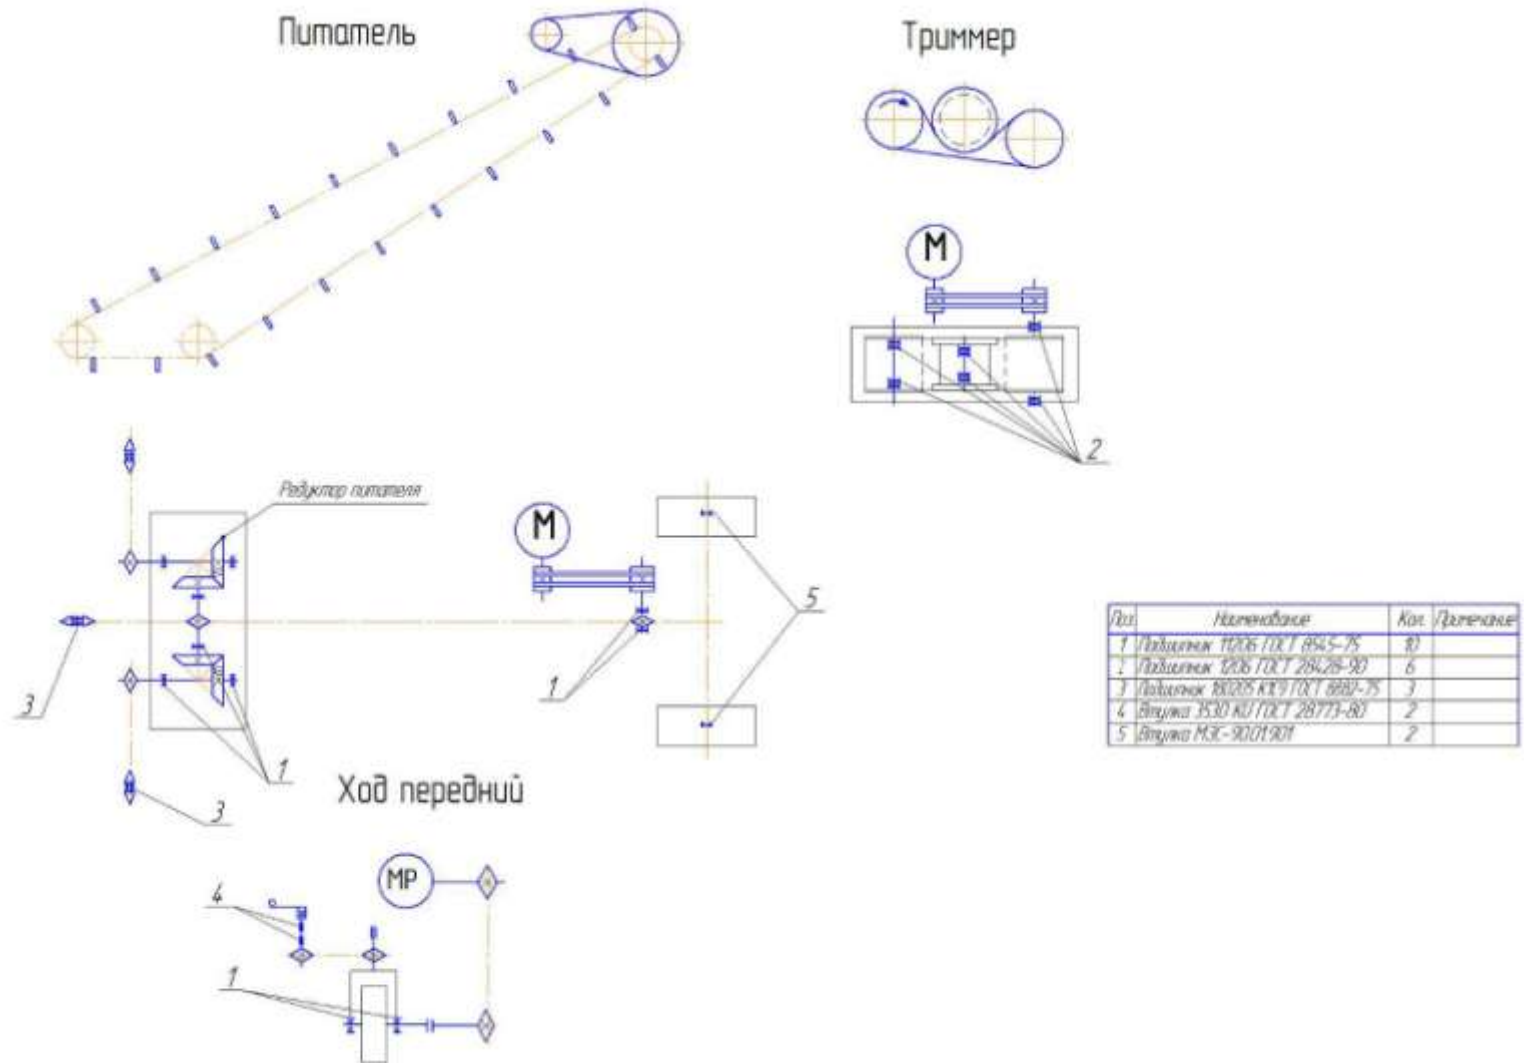 Питатель
Триммер
М
2
Редуктор питателя
М
5
3
1
1
3
Ход передний
МР
4
1
Поз. Наименование Кол. Примечание
1 Подшипник 11206 ГОСТ 8545-75 10
2 Подшипник 1206 ГОСТ 28428-90 6
3 Подшипник 180205 К1С9 ГОСТ 8882-75 3
4 Втулка 3530 КU ГОСТ 28773-80 2
5 Втулка МЗС-90.01.901 2